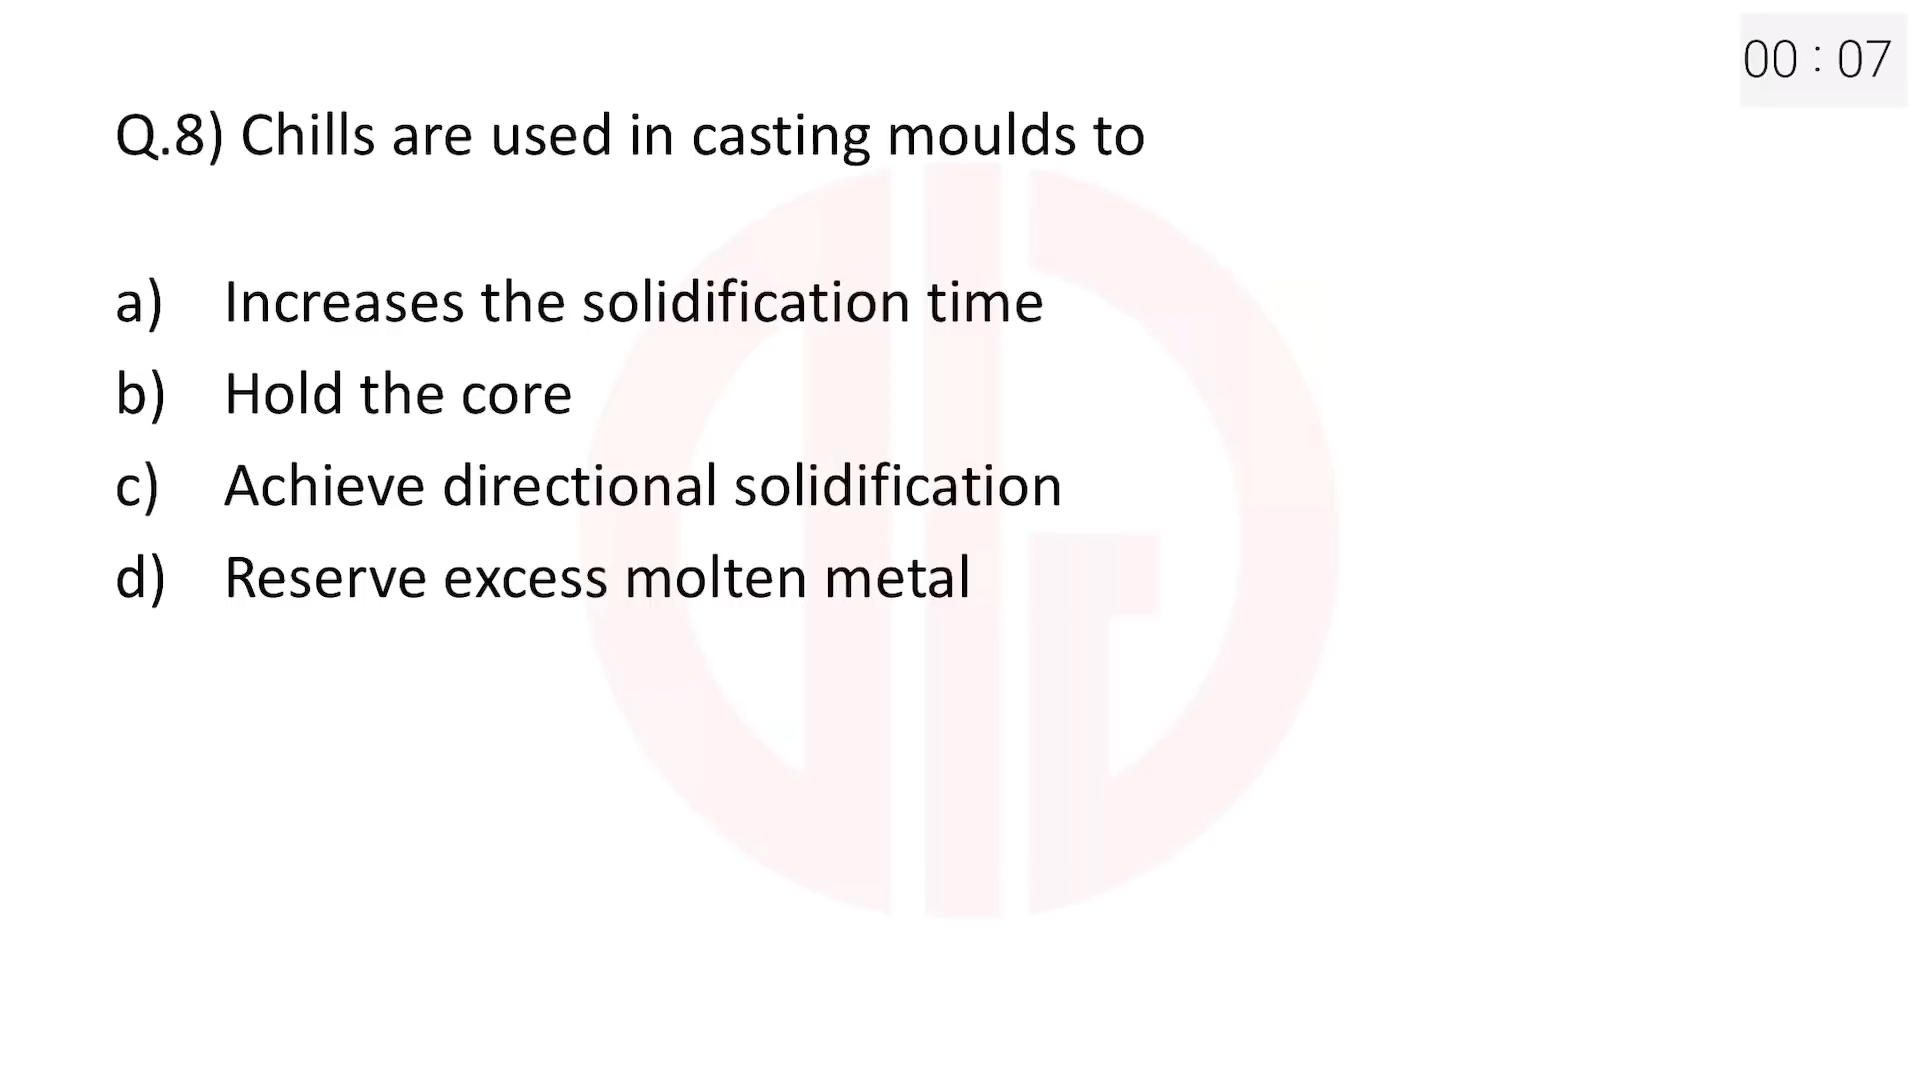 00 : 07
Q.8) Chills are used in casting moulds to
a) Increases the solidification time
b) Hold the core
c) Achieve directional solidification
d) Reserve excess molten metal